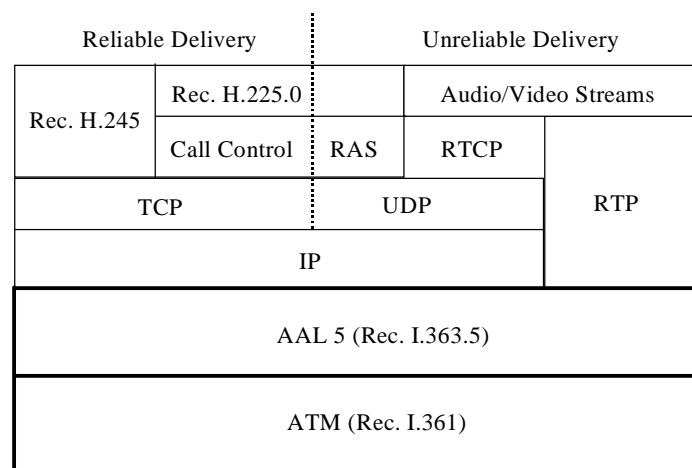 Reliable Delivery
Unreliable Delivery
Rec. H.245
Rec. H.225.0
Audio/Video Streams
Call Control
RAS
RTCP
RTP
TCP
UDP
IP
AAL 5 (Rec. I.363.5)
ATM (Rec. I.361)